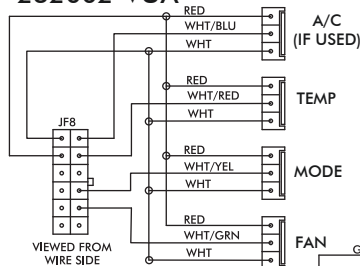 RED
WHT/BLU
WHT
A/C
(IF USED)
RED
WHT/RED
WHT
TEMP
JF8
RED
WHT/YEL
WHT
MODE
RED
WHT/GRN
WHT
FAN
VIEWED FROM
WIRE SIDE